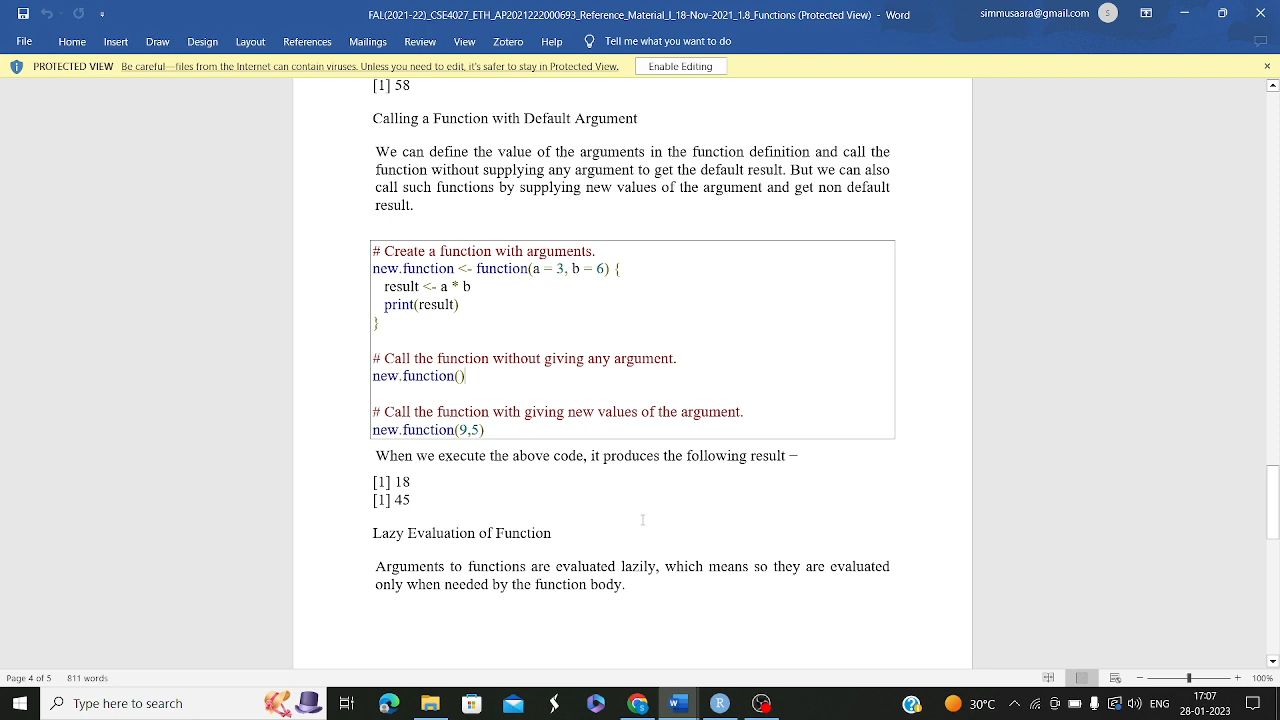 FAL(2021-22)_CSE4027_ETH_AP2021222000693_Reference_Material_I_18-Nov-2021_1.8_Functions (Protected View) - Word
simmusaara@gmail.com
S
File Home Insert Draw Design Layout References Mailings Review View Zotero Help Tell me what you want to do
PROTECTED VIEW Be careful—files from the Internet can contain viruses. Unless you need to edit, it's safer to stay in Protected View. Enable Editing
[1] 58
Calling a Function with Default Argument
We can define the value of the arguments in the function definition and call the
function without supplying any argument to get the default result. But we can also
call such functions by supplying new values of the argument and get non default
result.
# Create a function with arguments.
new.function <- function(a = 3, b = 6) {
result <- a * b
print(result)
}
# Call the function without giving any argument.
new.function()
# Call the function with giving new values of the argument.
new.function(9,5)
When we execute the above code, it produces the following result −
[1] 18
[1] 45
Lazy Evaluation of Function
Arguments to functions are evaluated lazily, which means so they are evaluated
only when needed by the function body.
Page 4 of 5 811 words
100%
Type here to search
30°C
ENG
17:07
28-01-2023